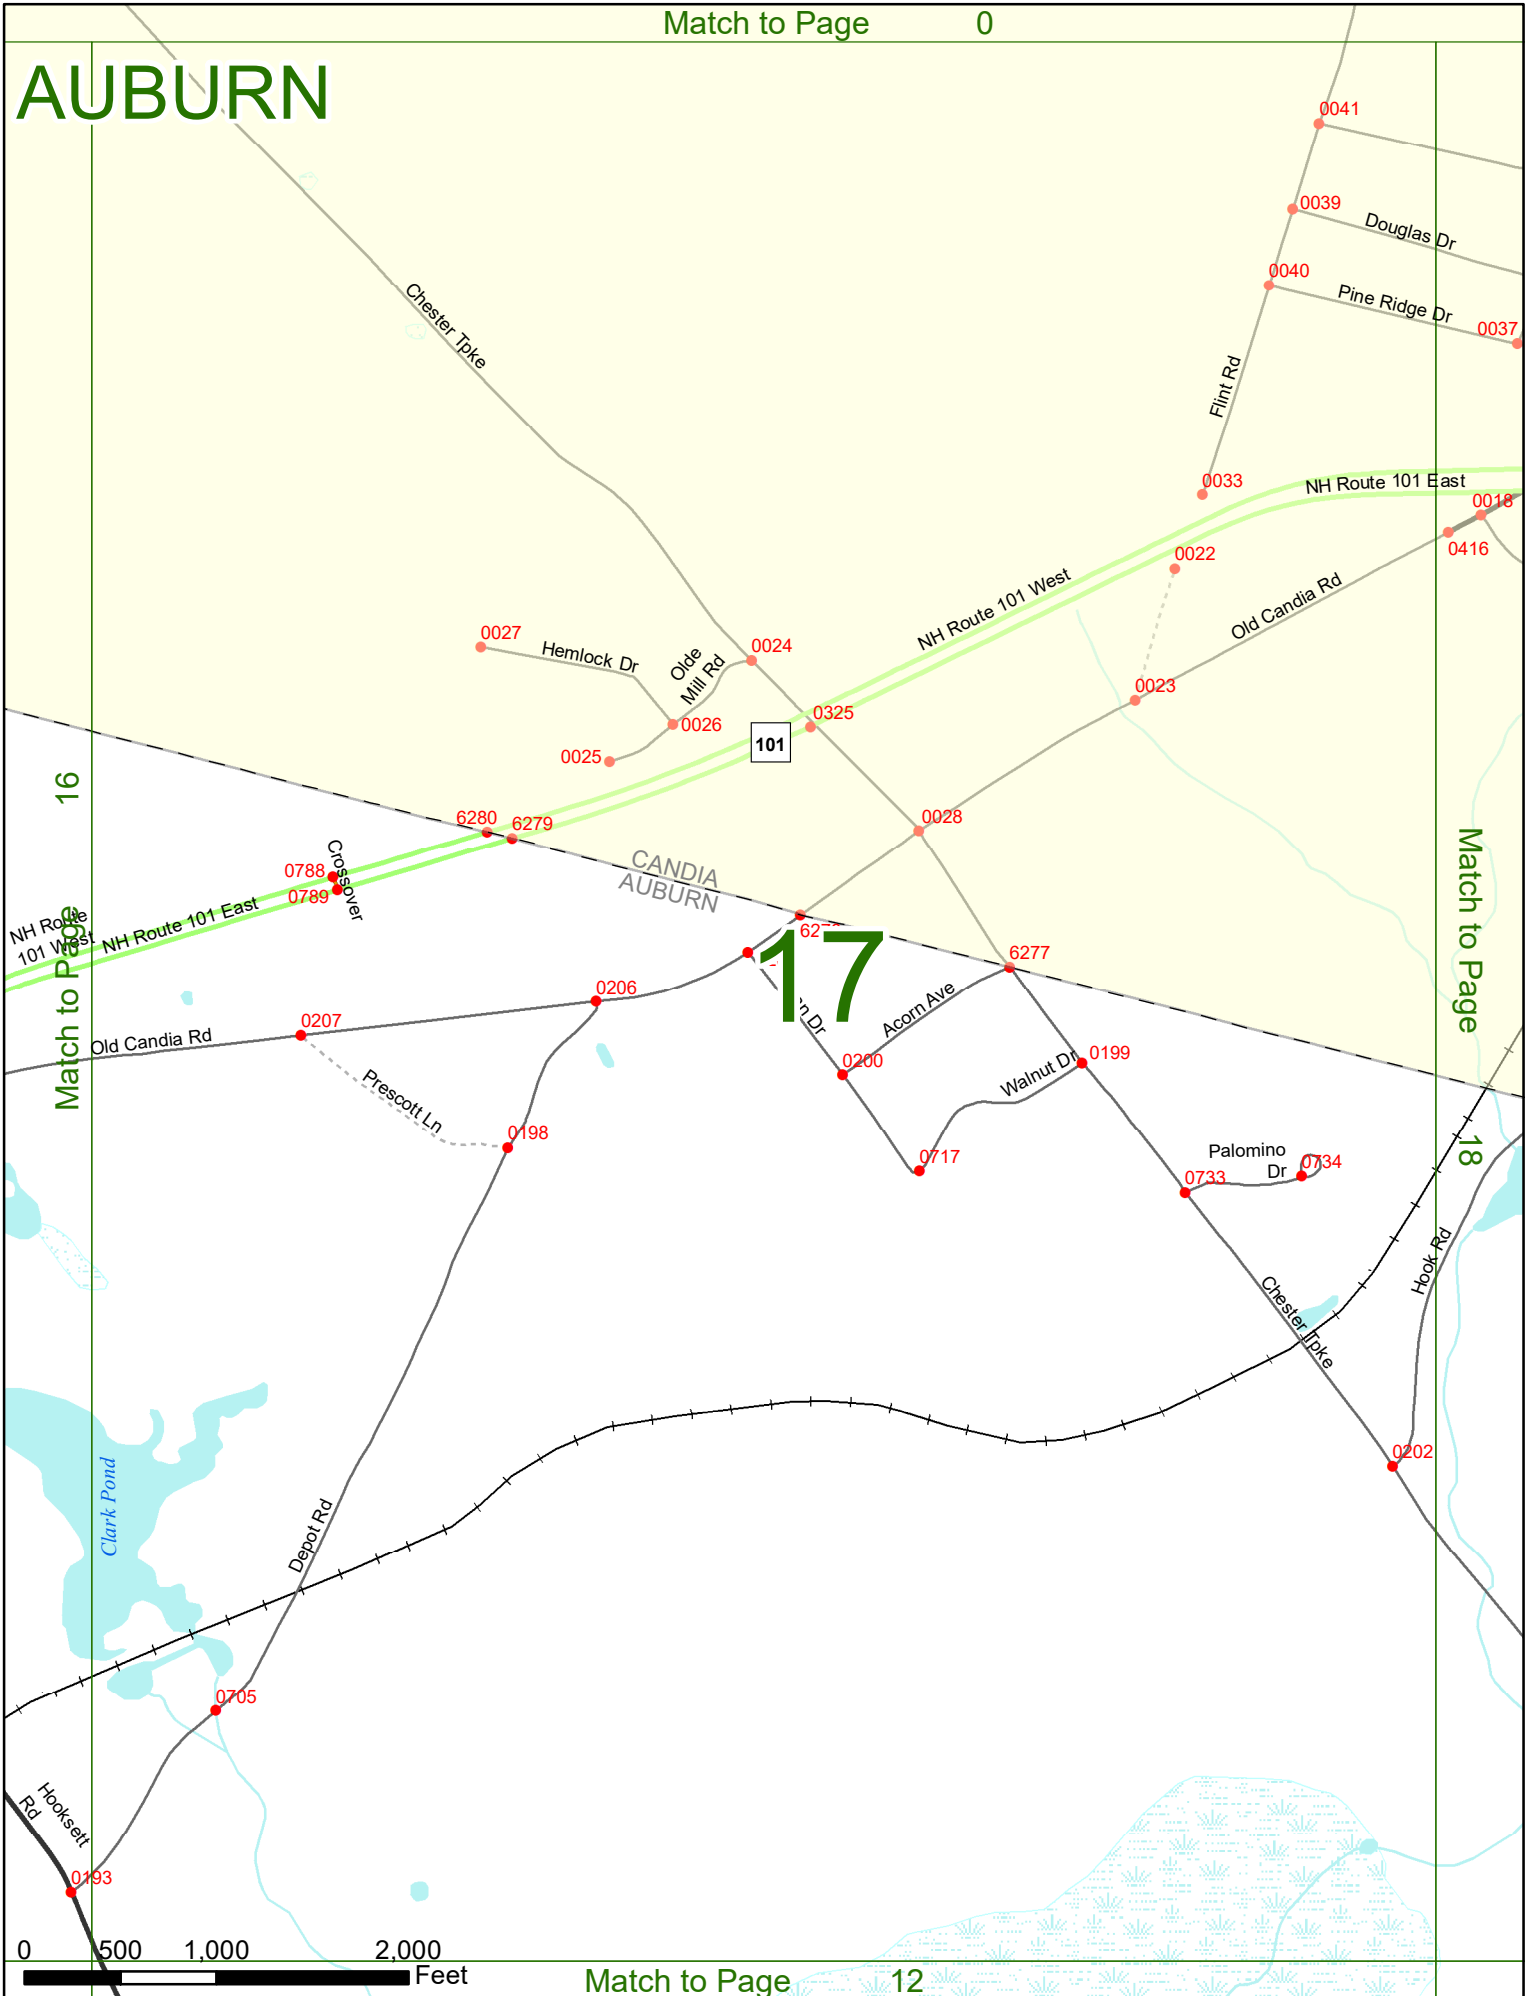 Match to Page 0
AUBURN
0041
0039
Douglas Dr
0040
Pine Ridge Dr
0037
Chester Tpke
Flint Rd
0033
NH Route 101 East
0018
0416
0022
NH Route 101 West
Old Candia Rd
0027
Hemlock Dr
Olde
Mill Rd
0024
0023
0026
0325
0025
101
Match to Page 16
6280
6279
0028
Crossover
0788
0789
CANDIA
AUBURN
NH Route
101 West
NH Route 101 East
17
6277
Match to Page 18
0206
0207
Old Candia Rd
Dr
Acorn Ave
0200
Walnut Dr
0199
Prescott Ln
0198
0717
Palomino
Dr
0734
0733
Hook Rd
Chester Tpke
0202
Clark Pond
Depot Rd
0705
Hooksett
Rd
0193
0 500 1,000 2,000
Feet
Match to Page 12